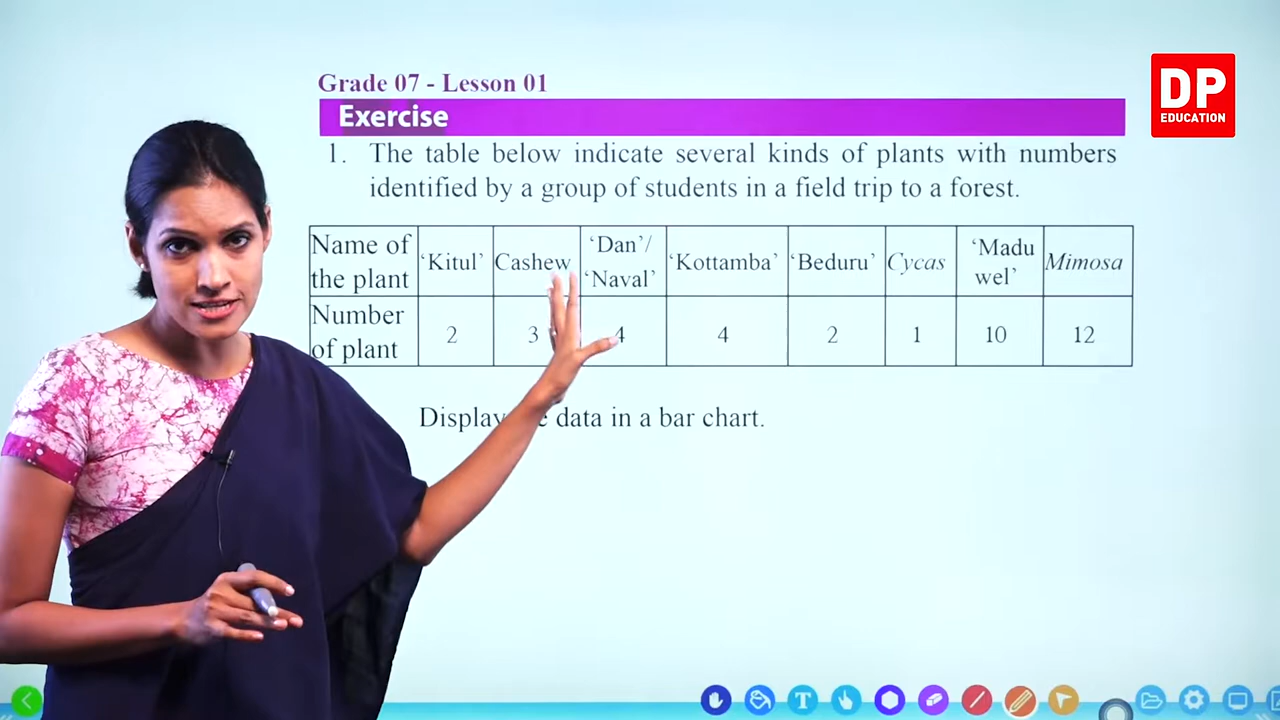 DP
EDUCATION
Grade 07 - Lesson 01
Exercise
1. The table below indicate several kinds of plants with numbers
identified by a group of students in a field trip to a forest.
Name of the plant ‘Kitul’ Cashew ‘Dan’/ ‘Naval’ ‘Kottamba’ ‘Beduru’ Cycas ‘Madu wel’ Mimosa
Number of plant 2 3 4 4 2 1 10 12
Display data in a bar chart.